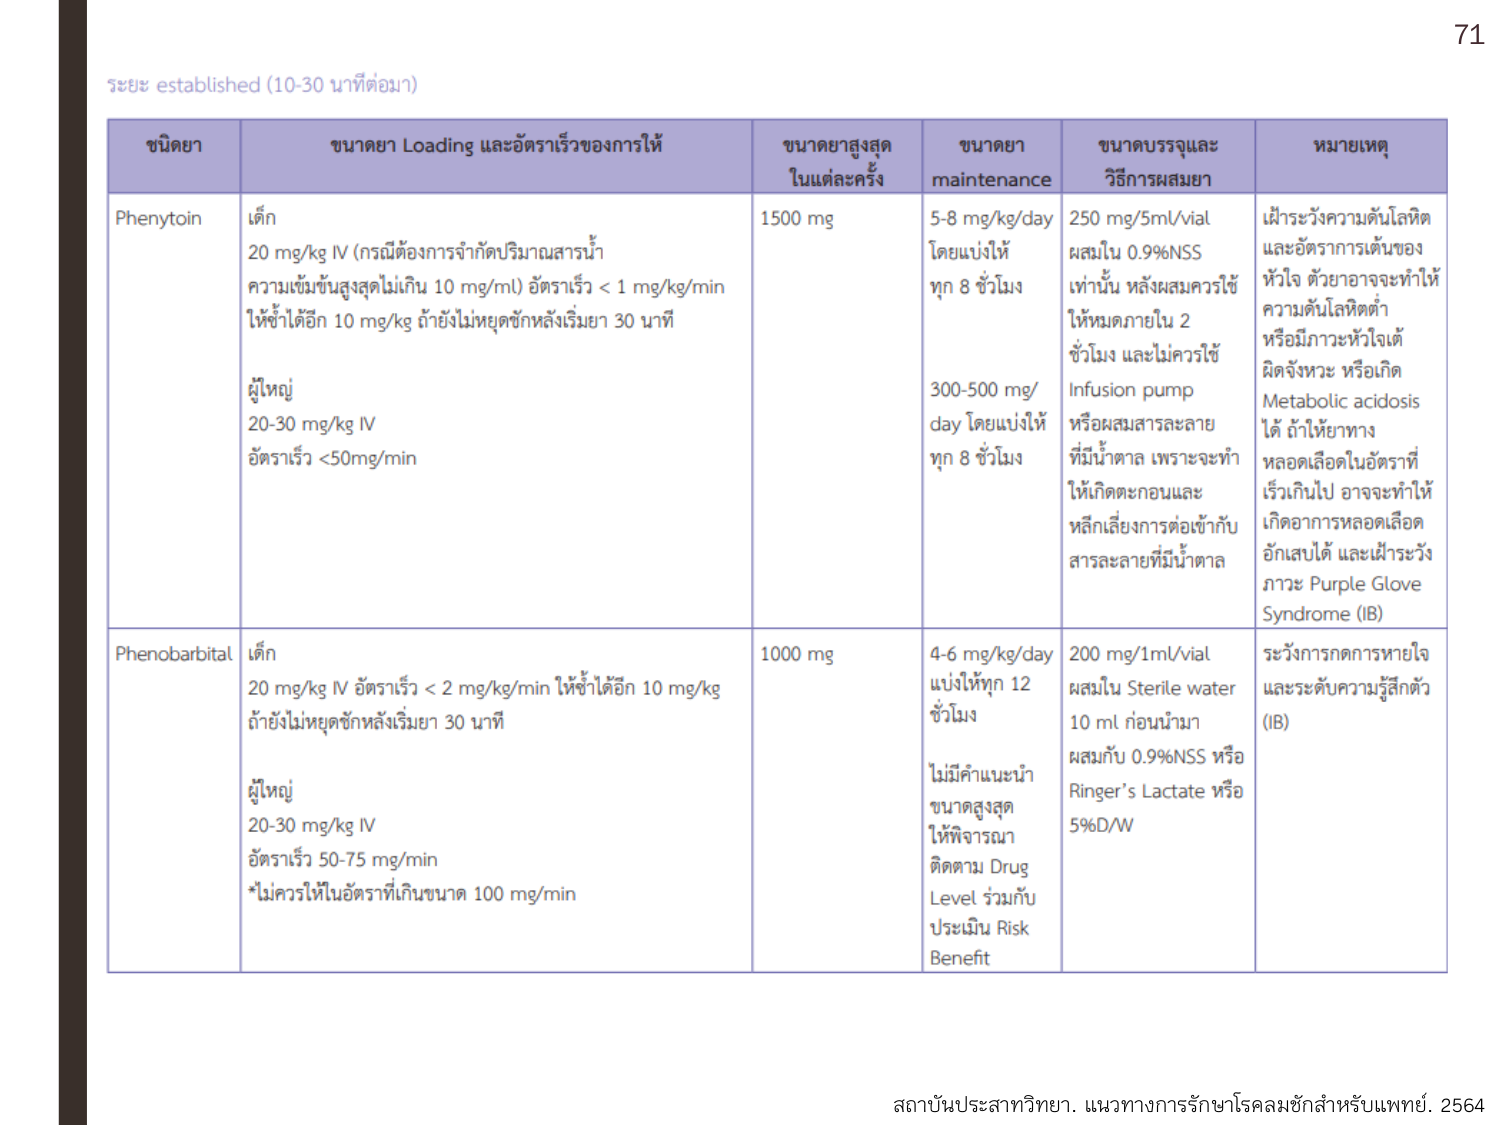 71
ระยะ established (10-30 นาทีต่อมา)
ชนิดยา
ขนาดยา Loading และอัตราเร็วของการให้
ขนาดยาสูงสุด
ในแต่ละครั้ง
ขนาดยา
maintenance
ขนาดบรรจุและ
วิธีการผสมยา
หมายเหตุ
Phenytoin
เด็ก
20 mg/kg IV (กรณีต้องการจำกัดปริมาณสารน้ำ
ความเข้มข้นสูงสุดไม่เกิน 10 mg/ml) อัตราเร็ว < 1 mg/kg/min
ให้ซ้ำได้อีก 10 mg/kg ถ้ายังไม่หยุดชักหลังเริ่มยา 30 นาที
ผู้ใหญ่
20-30 mg/kg IV
อัตราเร็ว <50mg/min
1500 mg
5-8 mg/kg/day
โดยแบ่งให้
ทุก 8 ชั่วโมง
300-500 mg/
day โดยแบ่งให้
ทุก 8 ชั่วโมง
250 mg/5ml/vial
ผสมใน 0.9%NSS
เท่านั้น หลังผสมควรใช้
ให้หมดภายใน 2
ชั่วโมง และไม่ควรใช้
Infusion pump
หรือผสมสารละลาย
ที่มีน้ำตาล เพราะจะทำ
ให้เกิดตะกอนและ
หลีกเลี่ยงการต่อเข้ากับ
สารละลายที่มีน้ำตาล
เฝ้าระวังความดันโลหิต
และอัตราการเต้นของ
หัวใจ ตัวยาอาจจะทำให้
ความดันโลหิตต่ำ
หรือมีภาวะหัวใจเต้
ผิดจังหวะ หรือเกิด
Metabolic acidosis
ได้ ถ้าให้ยาทาง
หลอดเลือดในอัตราที่
เร็วเกินไป อาจจะทำให้
เกิดอาการหลอดเลือด
อักเสบได้ และเฝ้าระวัง
ภาวะ Purple Glove
Syndrome (IB)
Phenobarbital
เด็ก
20 mg/kg IV อัตราเร็ว < 2 mg/kg/min ให้ซ้ำได้อีก 10 mg/kg
ถ้ายังไม่หยุดชักหลังเริ่มยา 30 นาที
ผู้ใหญ่
20-30 mg/kg IV
อัตราเร็ว 50-75 mg/min
*ไม่ควรให้ในอัตราที่เกินขนาด 100 mg/min
1000 mg
4-6 mg/kg/day
แบ่งให้ทุก 12
ชั่วโมง
ไม่มีคำแนะนำ
ขนาดสูงสุด
ให้พิจารณา
ติดตาม Drug
Level ร่วมกับ
ประเมิน Risk
Benefit
200 mg/1ml/vial
ผสมใน Sterile water
10 ml ก่อนนำมา
ผสมกับ 0.9%NSS หรือ
Ringer's Lactate หรือ
5%D/W
ระวังการกดการหายใจ
และระดับความรู้สึกตัว
(IB)
สถาบันประสาทวิทยา. แนวทางการรักษาโรคลมชักสำหรับแพทย์. 2564